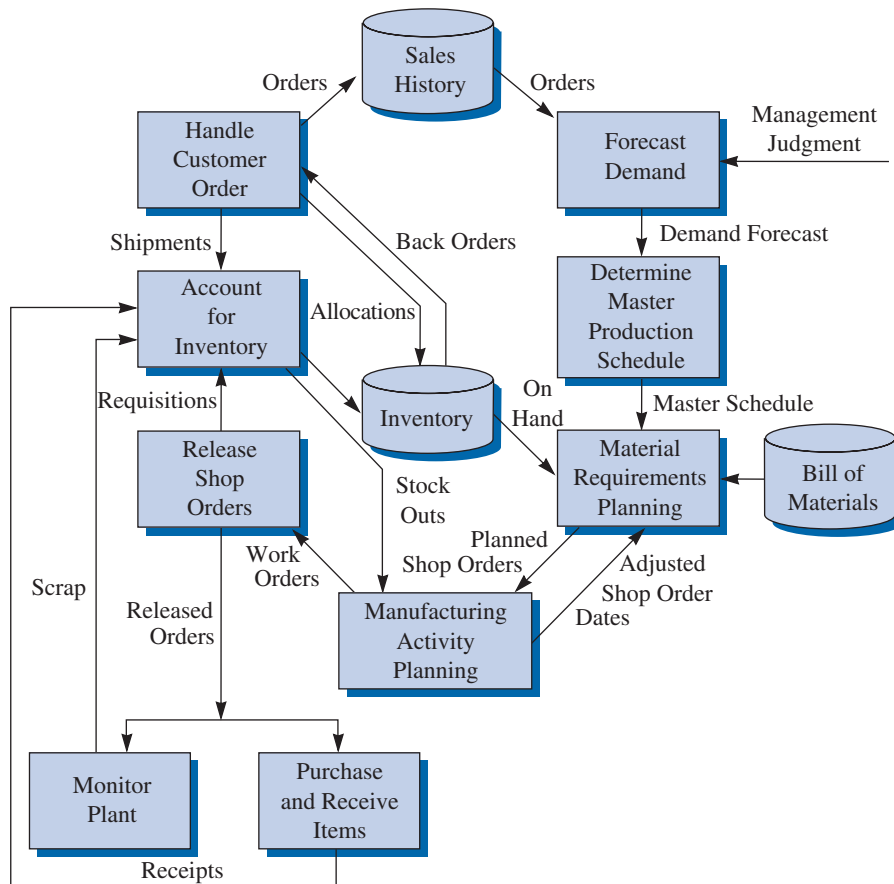 Sales
History
Orders
Orders
Management
Judgment
Handle
Customer
Order
Forecast
Demand
Shipments
Back Orders
Demand Forecast
Account
for
Inventory
Allocations
Determine
Master
Production
Schedule
Requisitions
Inventory
On
Hand
Master Schedule
Release
Shop
Orders
Stock
Outs
Material
Requirements
Planning
Bill of
Materials
Work
Orders
Planned
Shop Orders
Adjusted
Shop Order
Dates
Scrap
Released
Orders
Manufacturing
Activity
Planning
Monitor
Plant
Purchase
and Receive
Items
Receipts